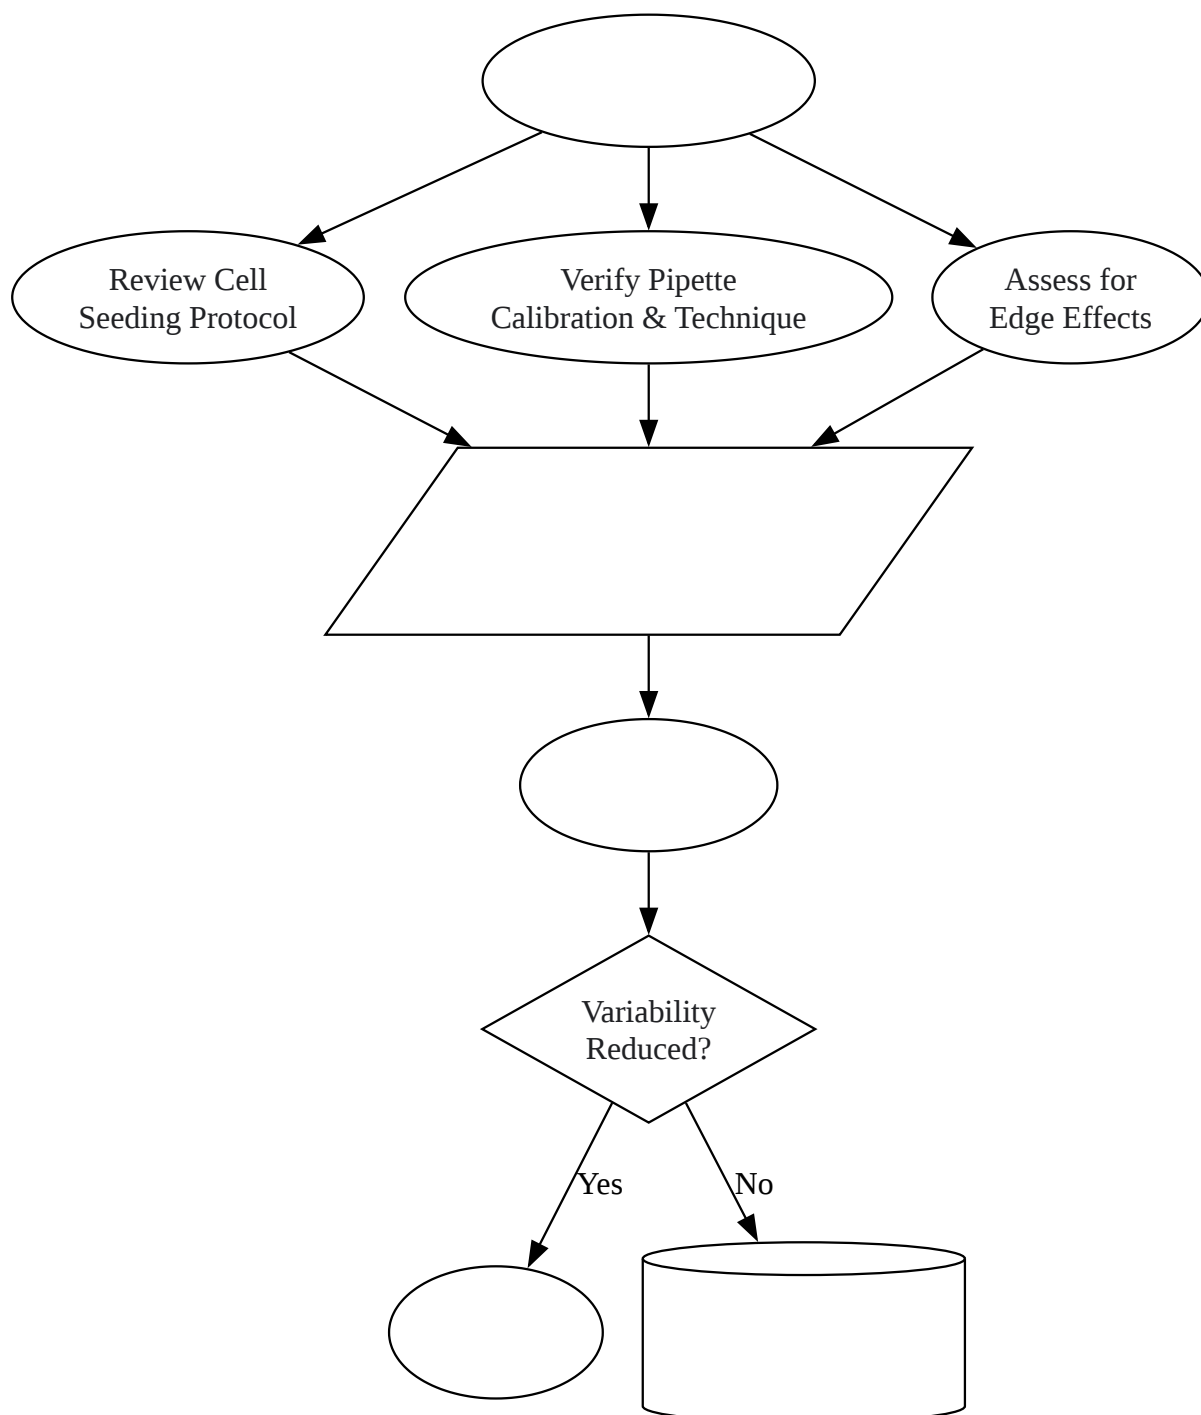 Review Cell
Seeding Protocol
Verify Pipette
Calibration & Technique
Assess for
Edge Effects
Variability
Reduced?
Yes
No